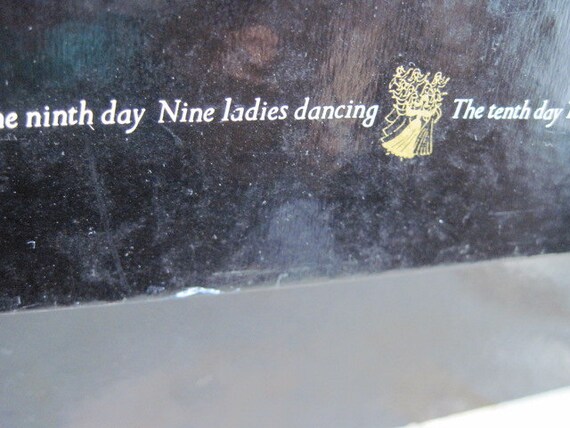 he ninth day Nine ladies dancing The tenth day